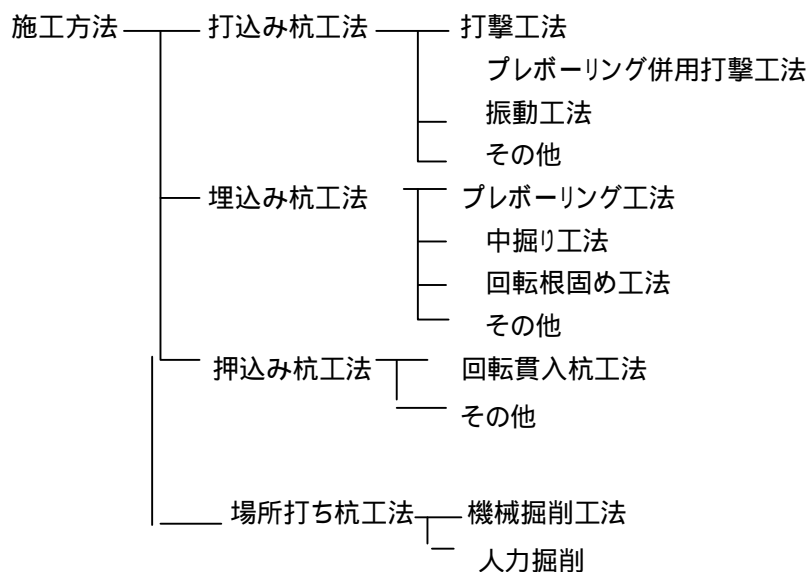 施工方法 打込み杭工法 打撃工法
プレボーリング併用打撃工法
振動工法
その他
埋込み杭工法 プレボーリング工法
中掘り工法
回転根固め工法
その他
押込み杭工法 回転貫入杭工法
その他
場所打ち杭工法 機械掘削工法
人力掘削